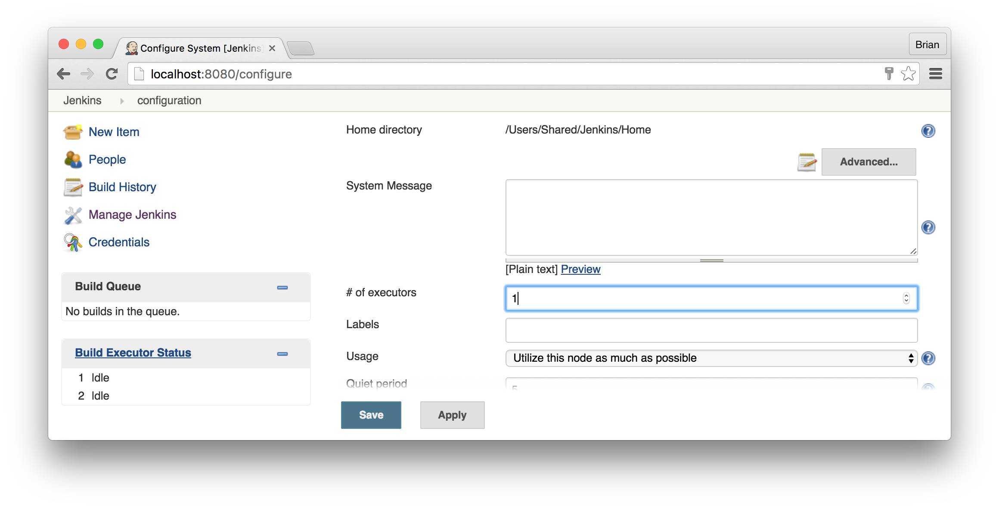 Configure System [Jenkins]
Brian
localhost:8080/configure
Jenkins configuration
New Item
People
Build History
Manage Jenkins
Credentials
Build Queue
No builds in the queue.
Build Executor Status
1 Idle
2 Idle
Home directory /Users/Shared/Jenkins/Home
Advanced...
System Message
[Plain text] Preview
# of executors 1
Labels
Usage Utilize this node as much as possible
Quiet period 5
Save Apply